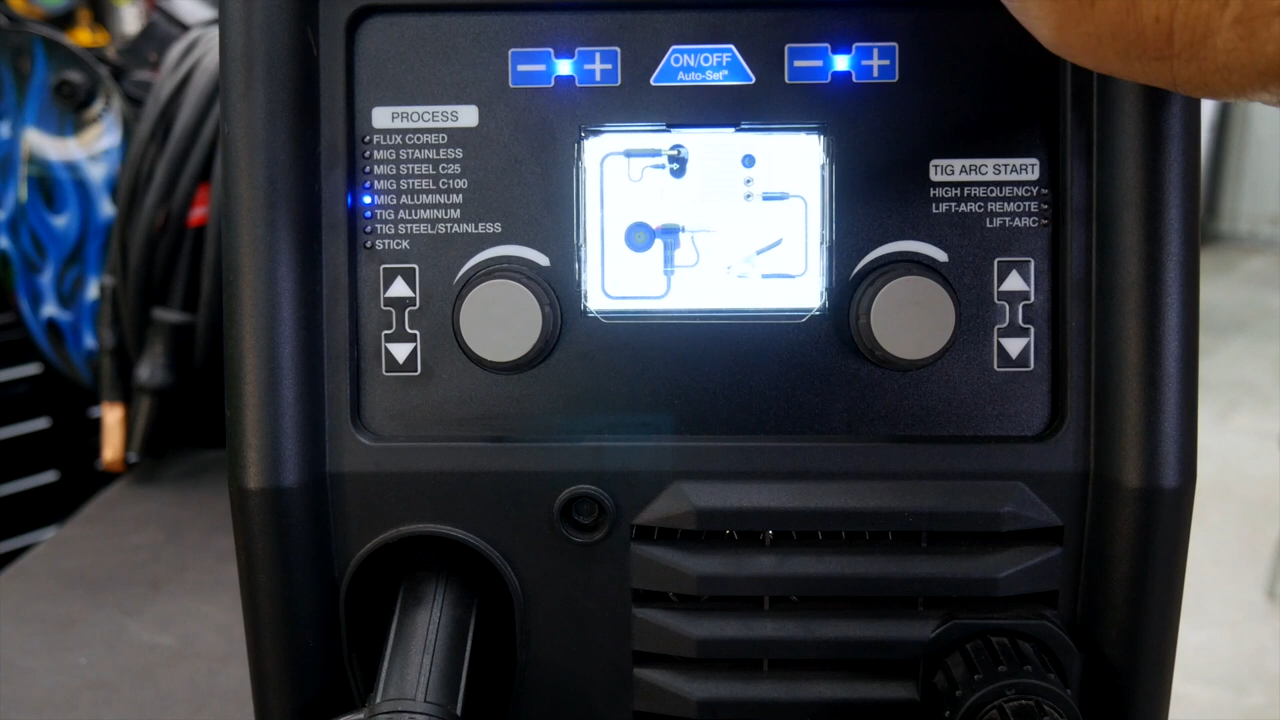 ON/OFF
Auto-Set™
PROCESS
FLUX CORED
MIG STAINLESS
MIG STEEL C25
MIG STEEL C100
MIG ALUMINUM
TIG ALUMINUM
TIG STEEL/STAINLESS
STICK
TIG ARC START
HIGH FREQUENCY
LIFT-ARC REMOTE
LIFT-ARC